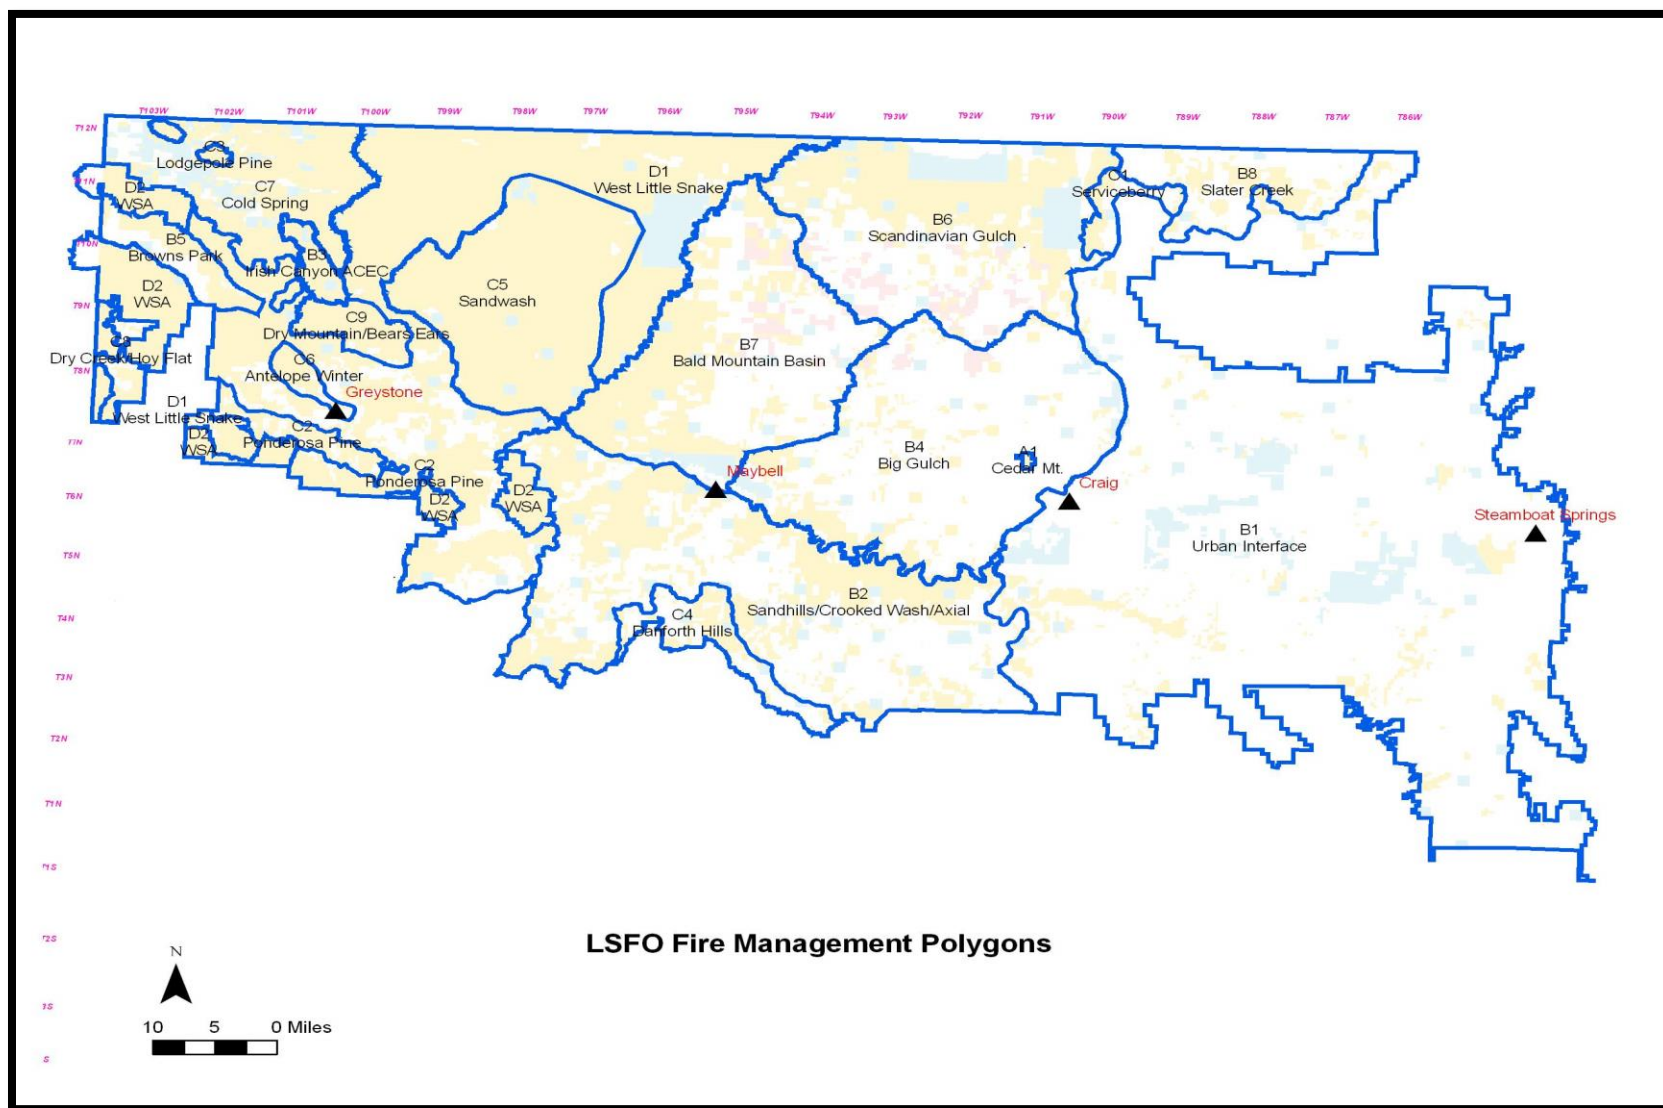 T103W
T102W
T101W
T100W
T99W
T98W
T97W
T96W
T95W
T94W
T93W
T92W
T91W
T90W
T89W
T88W
T87W
T86W
T12N
T11N
T10N
T9N
T8N
T7N
T6N
T5N
T4N
T3N
T2N
T1N
C3
Lodgepole Pine
D2
WSA
C7
Cold Spring
D1
West Little Snake
C1
Serviceberry
B8
Slater Creek
B5
Browns Park
B3
Irish Canyon ACEC
B6
Scandinavian Gulch
D2
WSA
C5
Sandwash
C9
Dry Mountain/Bears Ears
C8
Dry Creek/Hoy Flat
C6
Antelope Winter
B7
Bald Mountain Basin
Greystone
D1
West Little Snake
D2
WSA
C2
Ponderosa Pine
C2
Ponderosa Pine
D2
WSA
D2
WSA
Maybell
B4
Big Gulch
A1
Cedar Mt.
Craig
B1
Urban Interface
Steamboat Springs
B2
Sandhills/Crooked Wash/Axial
C4
Danforth Hills
LSFO Fire Management Polygons
N
10 5 0 Miles